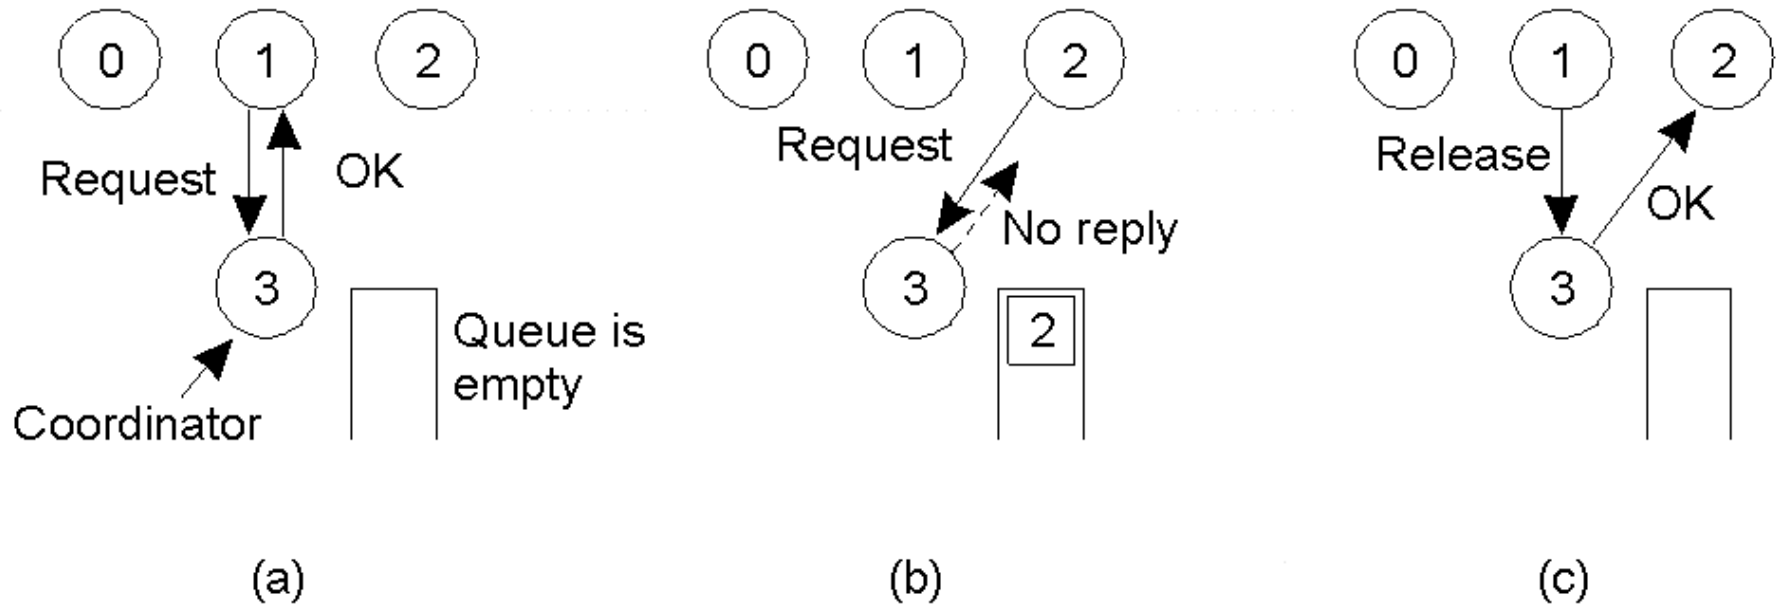 0 1 2
Request
OK
3
Queue is
empty
Coordinator
(a)
0 1 2
Request
No reply
3
2
(b)
0 1 2
Release
OK
3
(c)